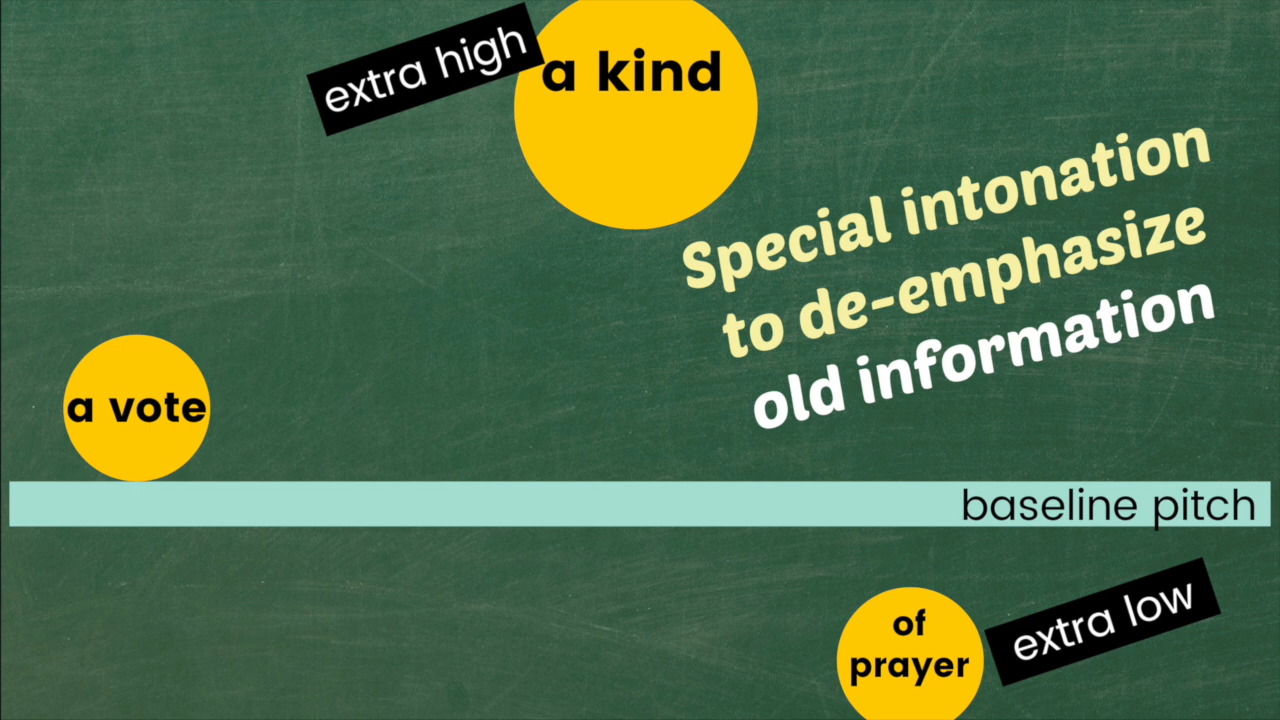 extra high
a kind
Special intonation
to de-emphasize
old information
a vote
baseline pitch
of
prayer
extra low